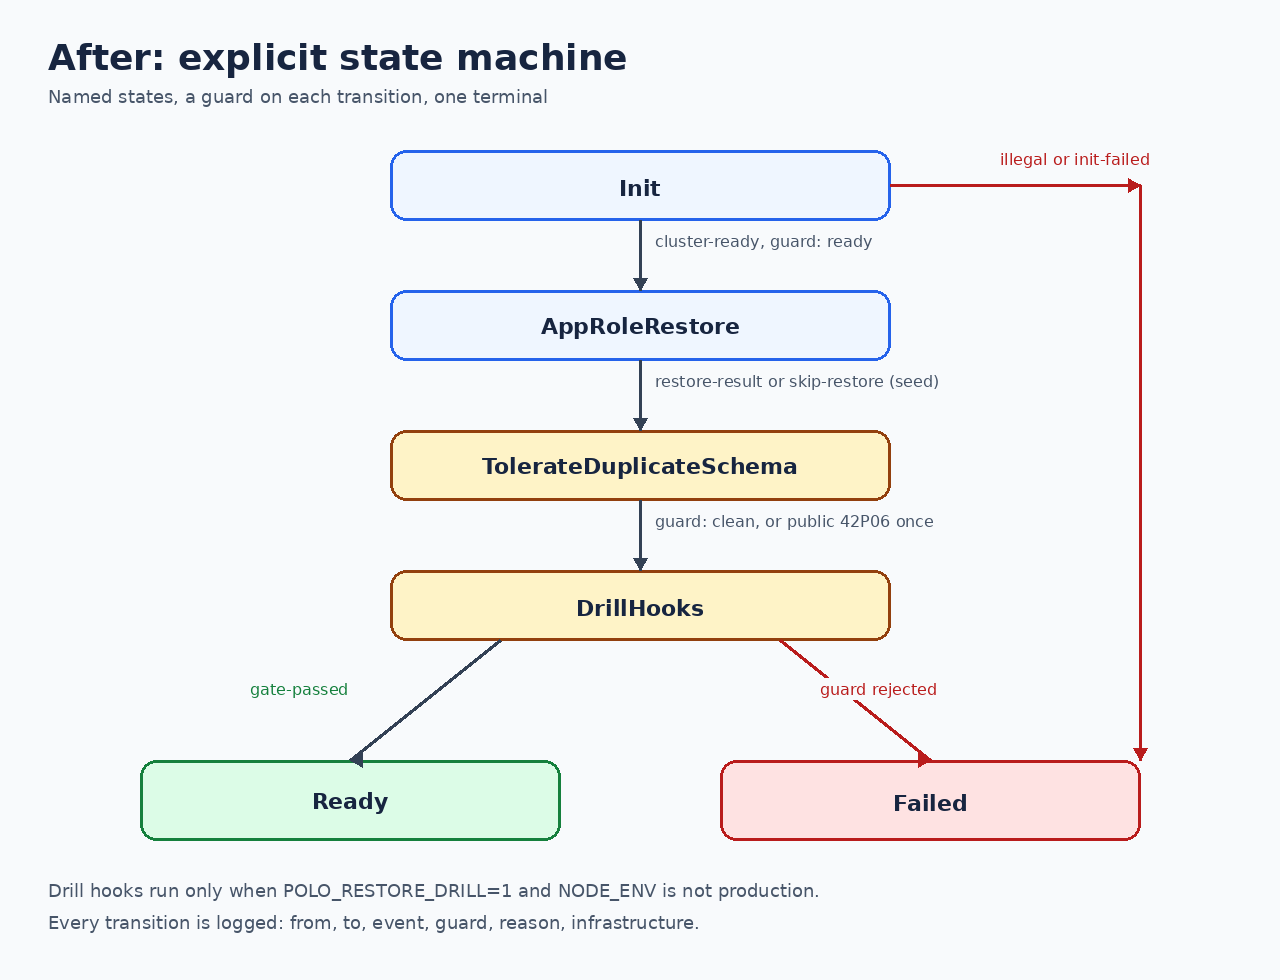 After: explicit state machine
Named states, a guard on each transition, one terminal
illegal or init-failed
Init
cluster-ready, guard: ready
AppRoleRestore
restore-result or skip-restore (seed)
TolerateDuplicateSchema
guard: clean, or public 42P06 once
DrillHooks
gate-passed
guard rejected
Ready
Failed
Drill hooks run only when POLO_RESTORE_DRILL=1 and NODE_ENV is not production.
Every transition is logged: from, to, event, guard, reason, infrastructure.